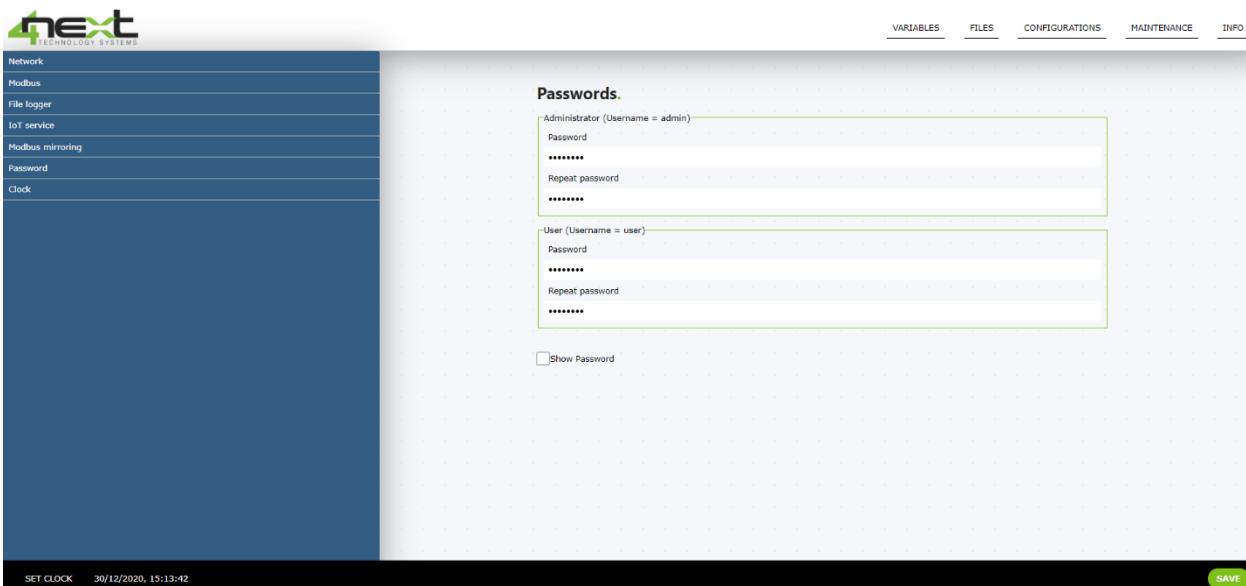 4next
TECHNOLOGY SYSTEMS
VARIABLES FILES CONFIGURATIONS MAINTENANCE INFO
Network
Modbus
File logger
IoT service
Modbus mirroring
Password
Clock
Passwords.
Administrator (Username = admin)
Password
••••••••
Repeat password
••••••••
User (Username = user)
Password
••••••••
Repeat password
••••••••
Show Password
SET CLOCK 30/12/2020, 15:13:42 SAVE